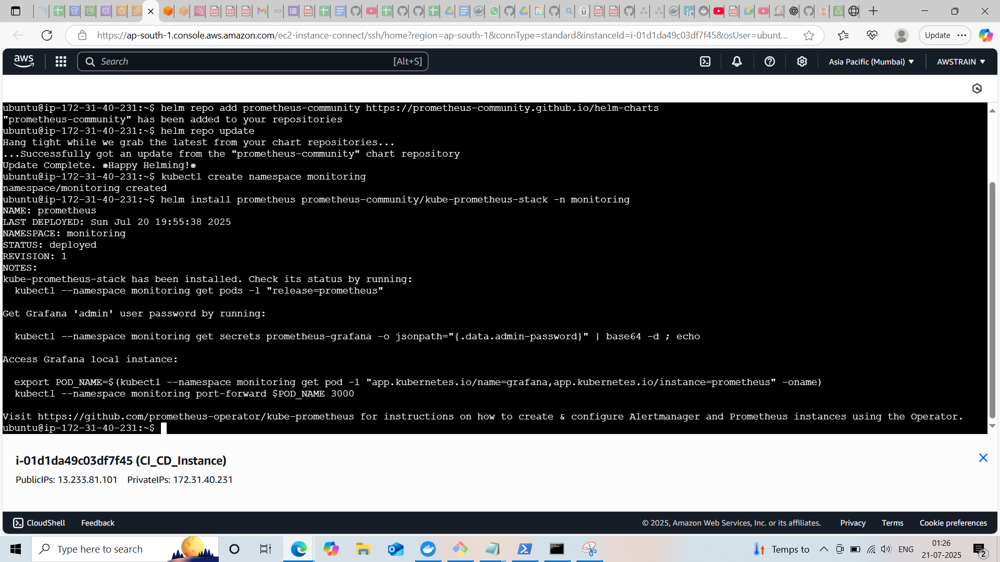 https://ap-south-1.console.aws.amazon.com/ec2-instance-connect/ssh/home?region=ap-south-1&connType=standard&instanceId=i-01d1da49c03df7f45&osUser=ubunt...
Update
aws
Search
[Alt+S]
Asia Pacific (Mumbai)
AWSTRAIN
ubuntu@ip-172-31-40-231:~$ helm repo add prometheus-community https://prometheus-community.github.io/helm-charts
"prometheus-community" has been added to your repositories
ubuntu@ip-172-31-40-231:~$ helm repo update
Hang tight while we grab the latest from your chart repositories...
...Successfully got an update from the "prometheus-community" chart repository
Update Complete. ⎈Happy Helming!⎈
ubuntu@ip-172-31-40-231:~$ kubectl create namespace monitoring
namespace/monitoring created
ubuntu@ip-172-31-40-231:~$ helm install prometheus prometheus-community/kube-prometheus-stack -n monitoring
NAME: prometheus
LAST DEPLOYED: Sun Jul 20 19:55:38 2025
NAMESPACE: monitoring
STATUS: deployed
REVISION: 1
NOTES:
kube-prometheus-stack has been installed. Check its status by running:
kubectl --namespace monitoring get pods -l "release=prometheus"
Get Grafana 'admin' user password by running:
kubectl --namespace monitoring get secrets prometheus-grafana -o jsonpath="{.data.admin-password}" | base64 -d ; echo
Access Grafana local instance:
export POD_NAME=$(kubectl --namespace monitoring get pod -l "app.kubernetes.io/name=grafana,app.kubernetes.io/instance=prometheus" -oname)
kubectl --namespace monitoring port-forward $POD_NAME 3000
Visit https://github.com/prometheus-operator/kube-prometheus for instructions on how to create & configure Alertmanager and Prometheus instances using the Operator.
ubuntu@ip-172-31-40-231:~$
i-01d1da49c03df7f45 (CI_CD_Instance)
PublicIPs: 13.233.81.101 PrivateIPs: 172.31.40.231
CloudShell
Feedback
© 2025, Amazon Web Services, Inc. or its affiliates.
Privacy
Terms
Cookie preferences
Type here to search
Temps to
ENG
01:26
21-07-2025
2